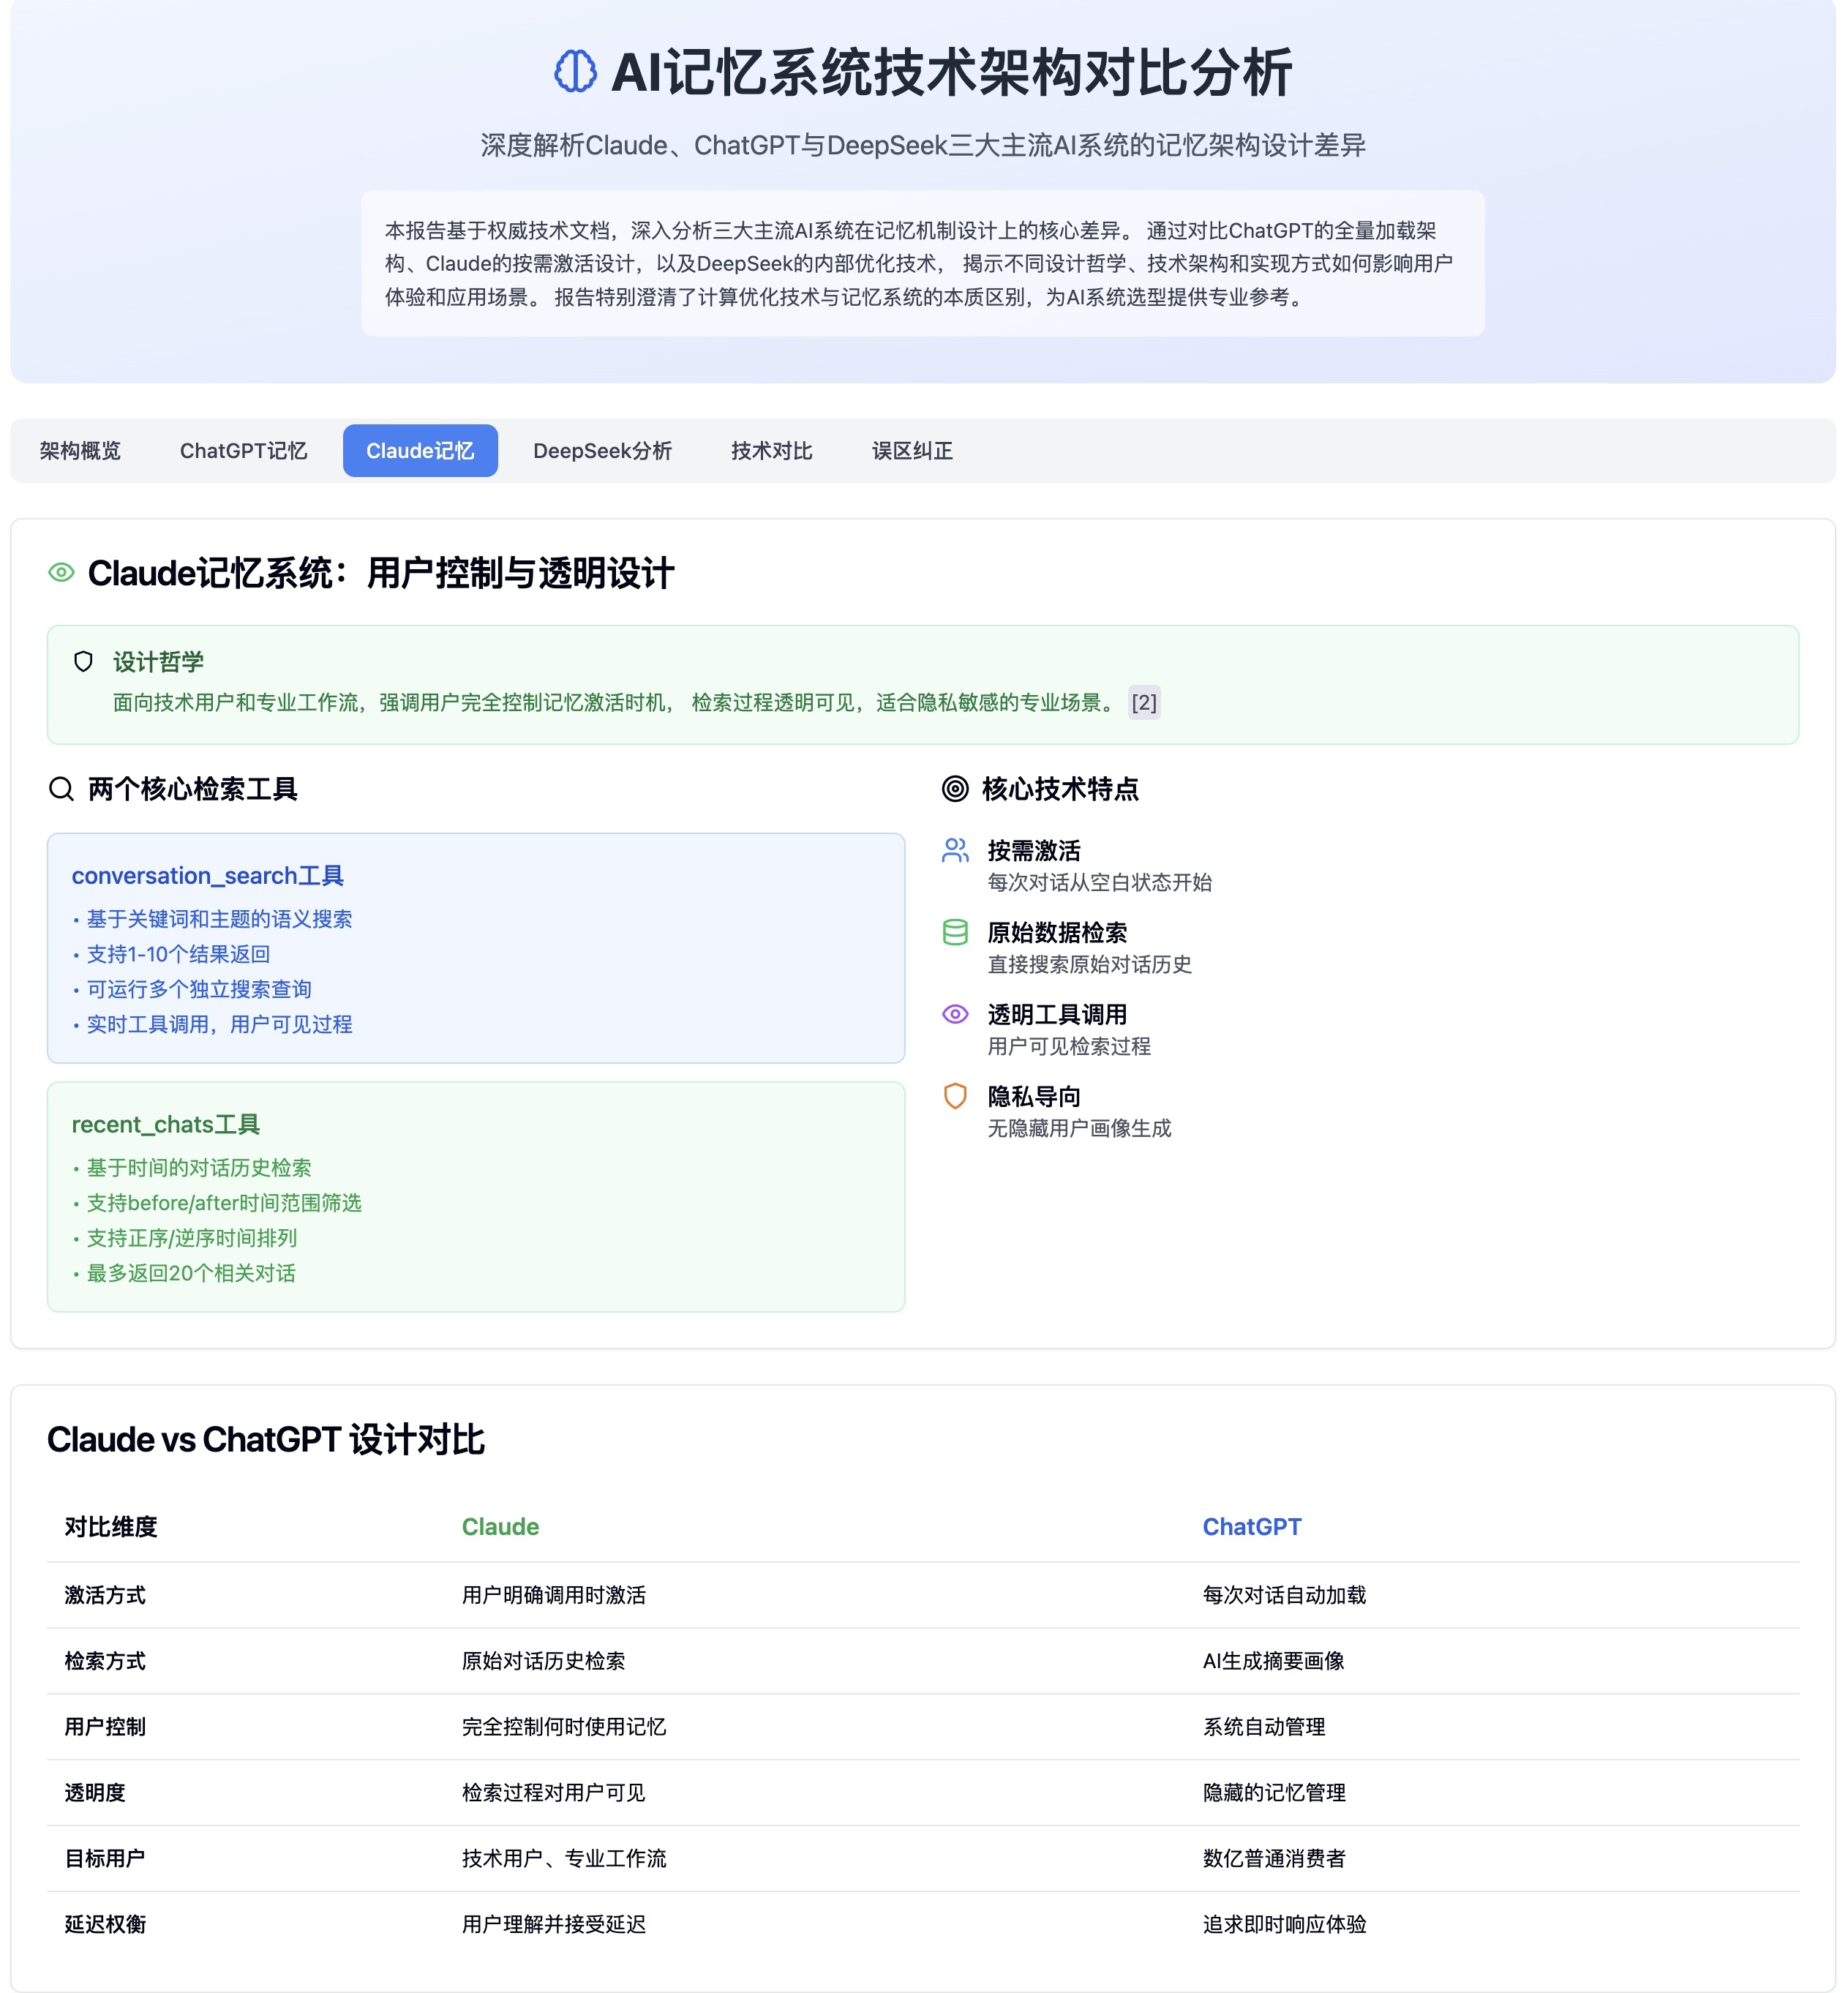 AI记忆系统技术架构对比分析
深度解析Claude、ChatGPT与DeepSeek三大主流AI系统的记忆架构设计差异
本报告基于权威技术文档，深入分析三大主流AI系统在记忆机制设计上的核心差异。 通过对比ChatGPT的全量加载架
构、Claude的按需激活设计，以及DeepSeek的内部优化技术， 揭示不同设计哲学、技术架构和实现方式如何影响用户
体验和应用场景。 报告特别澄清了计算优化技术与记忆系统的本质区别，为AI系统选型提供专业参考。
架构概览 ChatGPT记忆 Claude记忆 DeepSeek分析 技术对比 误区纠正
Claude记忆系统：用户控制与透明设计
设计哲学
面向技术用户和专业工作流，强调用户完全控制记忆激活时机， 检索过程透明可见，适合隐私敏感的专业场景。 [2]
两个核心检索工具
conversation_search工具
• 基于关键词和主题的语义搜索
• 支持1-10个结果返回
• 可运行多个独立搜索查询
• 实时工具调用，用户可见过程
recent_chats工具
• 基于时间的对话历史检索
• 支持before/after时间范围筛选
• 支持正序/逆序时间排列
• 最多返回20个相关对话
核心技术特点
按需激活
每次对话从空白状态开始
原始数据检索
直接搜索原始对话历史
透明工具调用
用户可见检索过程
隐私导向
无隐藏用户画像生成
Claude vs ChatGPT 设计对比
对比维度 Claude ChatGPT
激活方式 用户明确调用时激活 每次对话自动加载
检索方式 原始对话历史检索 AI生成摘要画像
用户控制 完全控制何时使用记忆 系统自动管理
透明度 检索过程对用户可见 隐藏的记忆管理
目标用户 技术用户、专业工作流 数亿普通消费者
延迟权衡 用户理解并接受延迟 追求即时响应体验